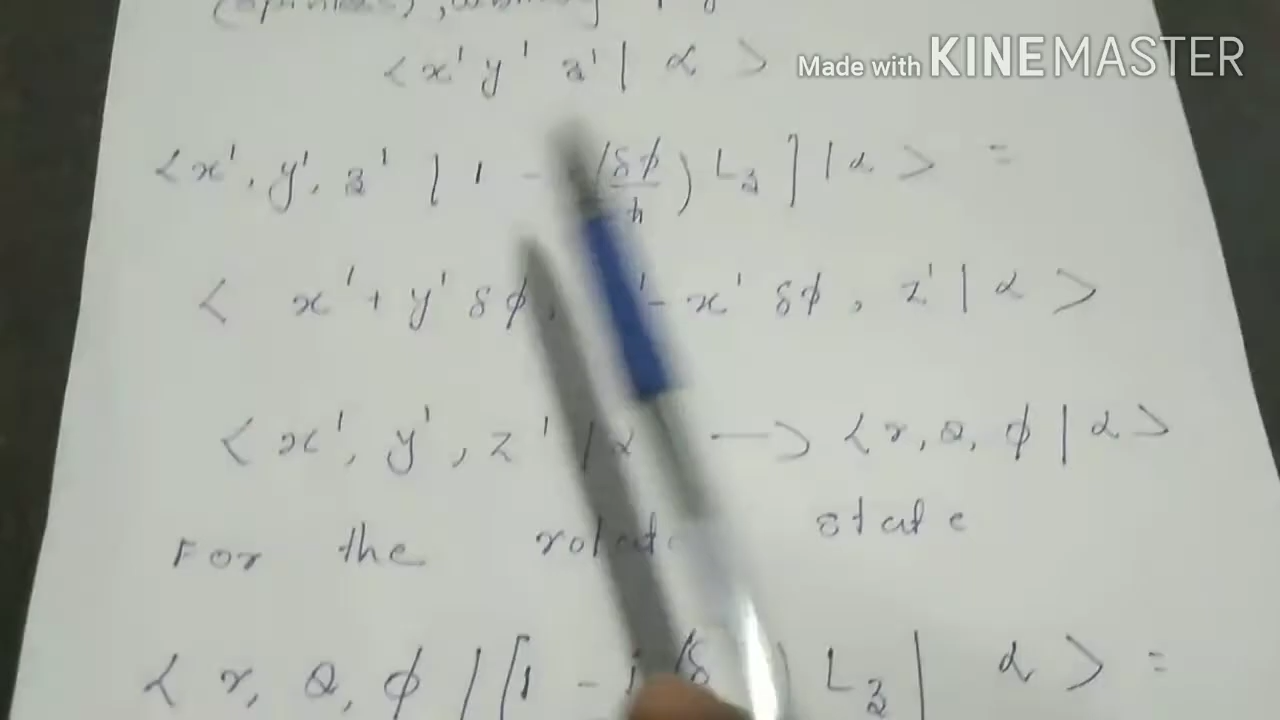 Made with KINEMASTER
< x' y' z' | α >
< x', y', z' | 1 - (δφ/ħ) L_z ] | α > =
< x' + y' δφ, ' - x' δφ, z' | α >
< x', y', z' | α → < r, θ, φ | α >
For the state
< r, θ, φ | [ 1 - i δ ) L_z | α > =